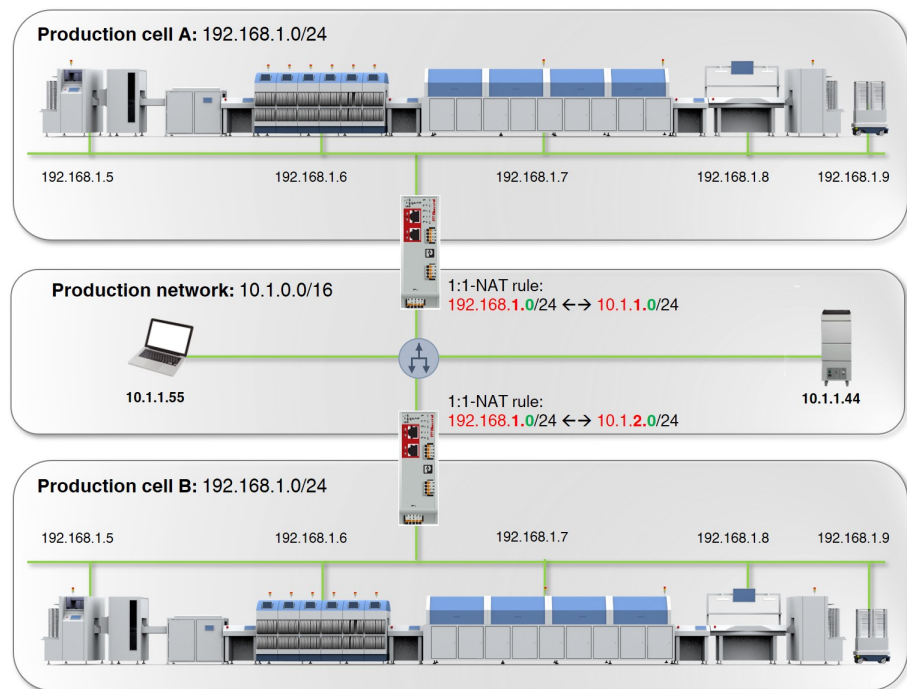 Production cell A: 192.168.1.0/24
192.168.1.5
192.168.1.6
192.168.1.7
192.168.1.8
192.168.1.9
Production network: 10.1.0.0/16
1:1-NAT rule:
192.168.1.0/24 ←→ 10.1.1.0/24
10.1.1.55
10.1.1.44
1:1-NAT rule:
192.168.1.0/24 ←→ 10.1.2.0/24
Production cell B: 192.168.1.0/24
192.168.1.5
192.168.1.6
192.168.1.7
192.168.1.8
192.168.1.9